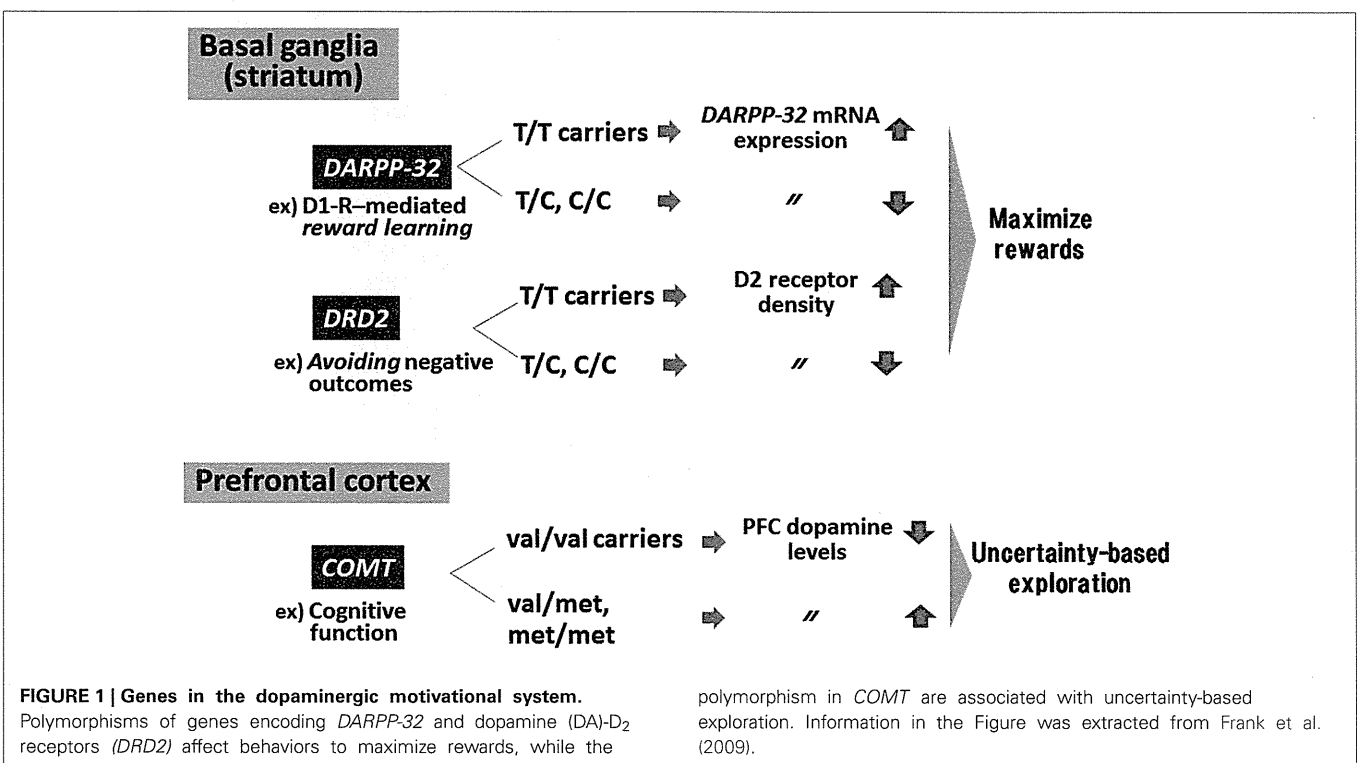 Basal ganglia
(striatum)
DARPP-32
ex) D1-R–mediated
reward learning
T/T carriers
DARPP-32 mRNA
expression
T/C, C/C
〃
DRD2
ex) Avoiding negative
outcomes
T/T carriers
D2 receptor
density
T/C, C/C
〃
Maximize
rewards
Prefrontal cortex
COMT
ex) Cognitive
function
val/val carriers
PFC dopamine
levels
val/met,
met/met
〃
Uncertainty-based
exploration
FIGURE 1 | Genes in the dopaminergic motivational system.
Polymorphisms of genes encoding DARPP-32 and dopamine (DA)-D₂
receptors (DRD2) affect behaviors to maximize rewards, while the
polymorphism in COMT are associated with uncertainty-based
exploration. Information in the Figure was extracted from Frank et al.
(2009).